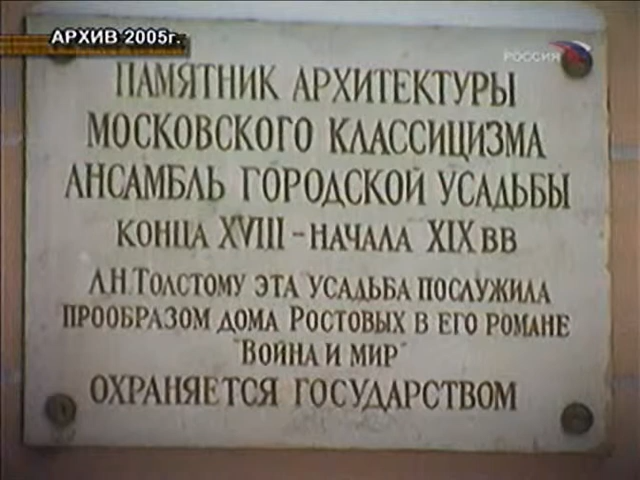 АРХИВ 2005г.
РОССИЯ
ПАМЯТНИК АРХИТЕКТУРЫ
МОСКОВСКОГО КЛАССИЦИЗМА
АНСАМБЛЬ ГОРОДСКОЙ УСАДЬБЫ
КОНЦА XVIII – НАЧАЛА XIX ВВ
Л.Н. ТОЛСТОМУ ЭТА УСАДЬБА ПОСЛУЖИЛА
ПРООБРАЗОМ ДОМА РОСТОВЫХ В ЕГО РОМАНЕ
"ВОЙНА И МИР"
ОХРАНЯЕТСЯ ГОСУДАРСТВОМ